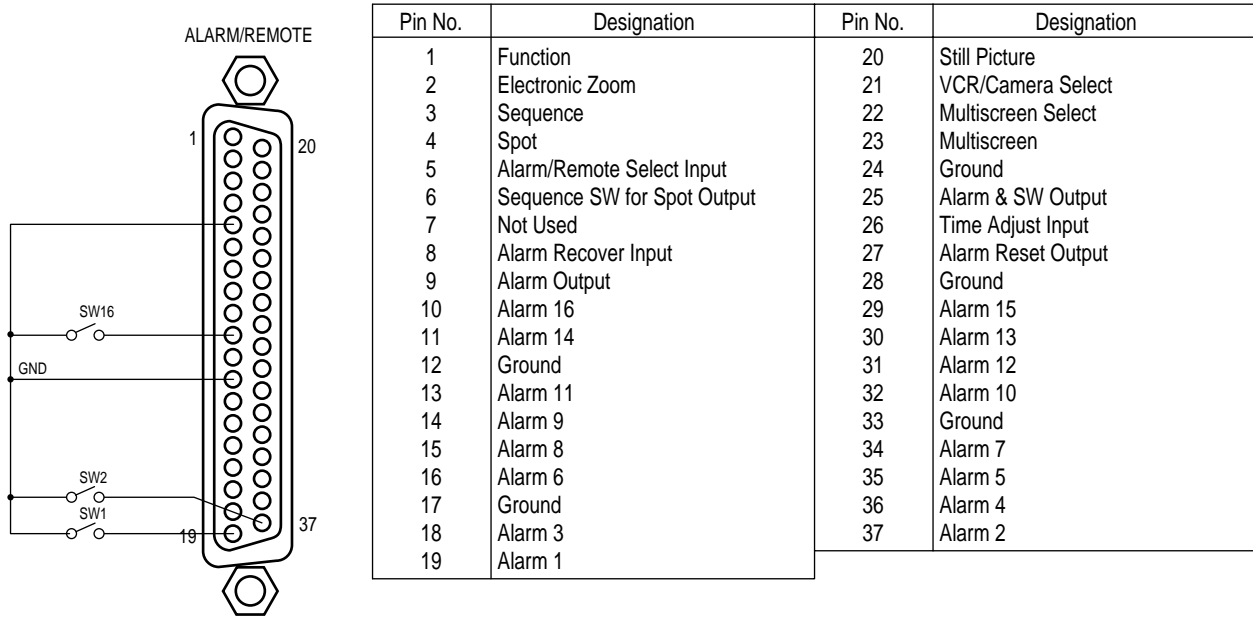 ALARM/REMOTE
1
20
SW16
GND
SW2
SW1
19
37
Pin No. Designation Pin No. Designation
1 Function 20 Still Picture
2 Electronic Zoom 21 VCR/Camera Select
3 Sequence 22 Multiscreen Select
4 Spot 23 Multiscreen
5 Alarm/Remote Select Input 24 Ground
6 Sequence SW for Spot Output 25 Alarm & SW Output
7 Not Used 26 Time Adjust Input
8 Alarm Recover Input 27 Alarm Reset Output
9 Alarm Output 28 Ground
10 Alarm 16 29 Alarm 15
11 Alarm 14 30 Alarm 13
12 Ground 31 Alarm 12
13 Alarm 11 32 Alarm 10
14 Alarm 9 33 Ground
15 Alarm 8 34 Alarm 7
16 Alarm 6 35 Alarm 5
17 Ground 36 Alarm 4
18 Alarm 3 37 Alarm 2
19 Alarm 1